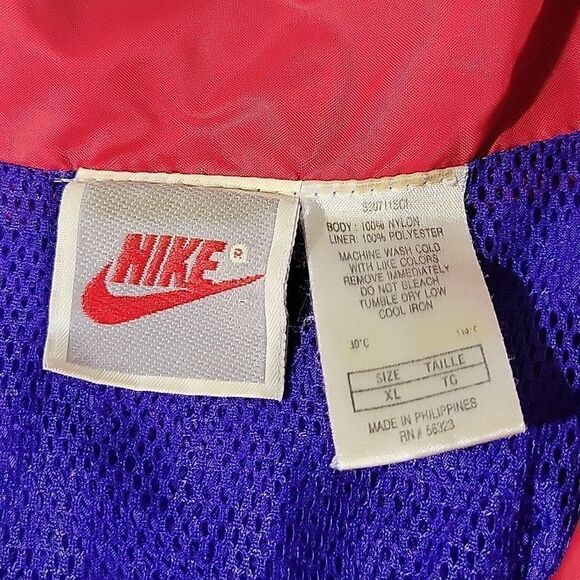 NIKE®
BODY: 100% NYLON
LINER: 100% POLYESTER
MACHINE WASH COLD
WITH LIKE COLORS
REMOVE IMMEDIATELY
DO NOT BLEACH
TUMBLE DRY LOW
COOL IRON
SIZE TAILLE
XL TG
MADE IN PHILIPPINES
RN# 56323